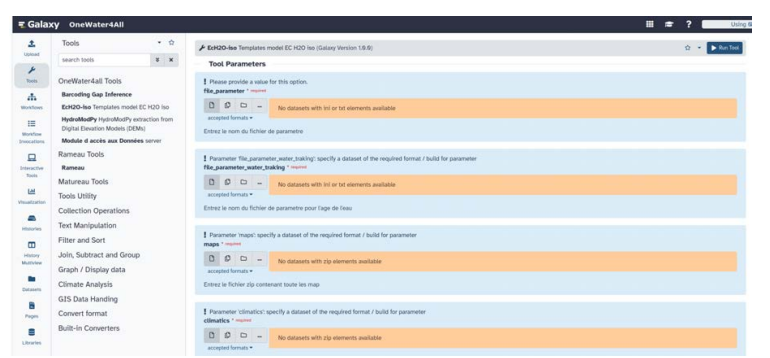 Galaxy OneWater4All
? Using
Upload
Tools
Workflows
Workflow Invocations
Interactive Tools
Visualization
Histories
History Multiview
Datasets
Pages
Libraries
Tools
search tools
OneWater4all Tools
Barcoding Gap Inference
EcH2O-iso Templates model EC H2O iso
HydroModPy HydroModPy extraction from
Digital Elevation Models (DEMs)
Module d accès aux Données server
Rameau Tools
Rameau
Matureau Tools
Tools Utility
Collection Operations
Text Manipulation
Filter and Sort
Join, Subtract and Group
Graph / Display data
Climate Analysis
GIS Data Handing
Convert format
Built-in Converters
EcH2O-iso Templates model EC H2O iso (Galaxy Version 1.0.0)
Run Tool
Tool Parameters
! Please provide a value for this option.
file_parameter * required
No datasets with ini or txt elements available
accepted formats
Entrez le nom du fichier de parametre
! Parameter 'file_parameter_water_traking': specify a dataset of the required format / build for parameter
file_parameter_water_traking * required
No datasets with ini or txt elements available
accepted formats
Entrez le nom du fichier de parametre pour l'age de l'eau
! Parameter 'maps': specify a dataset of the required format / build for parameter
maps * required
No datasets with zip elements available
accepted formats
Entrez le fichier zip contenant toute les map
! Parameter 'climatics': specify a dataset of the required format / build for parameter
climatics * required
No datasets with zip elements available
accepted formats